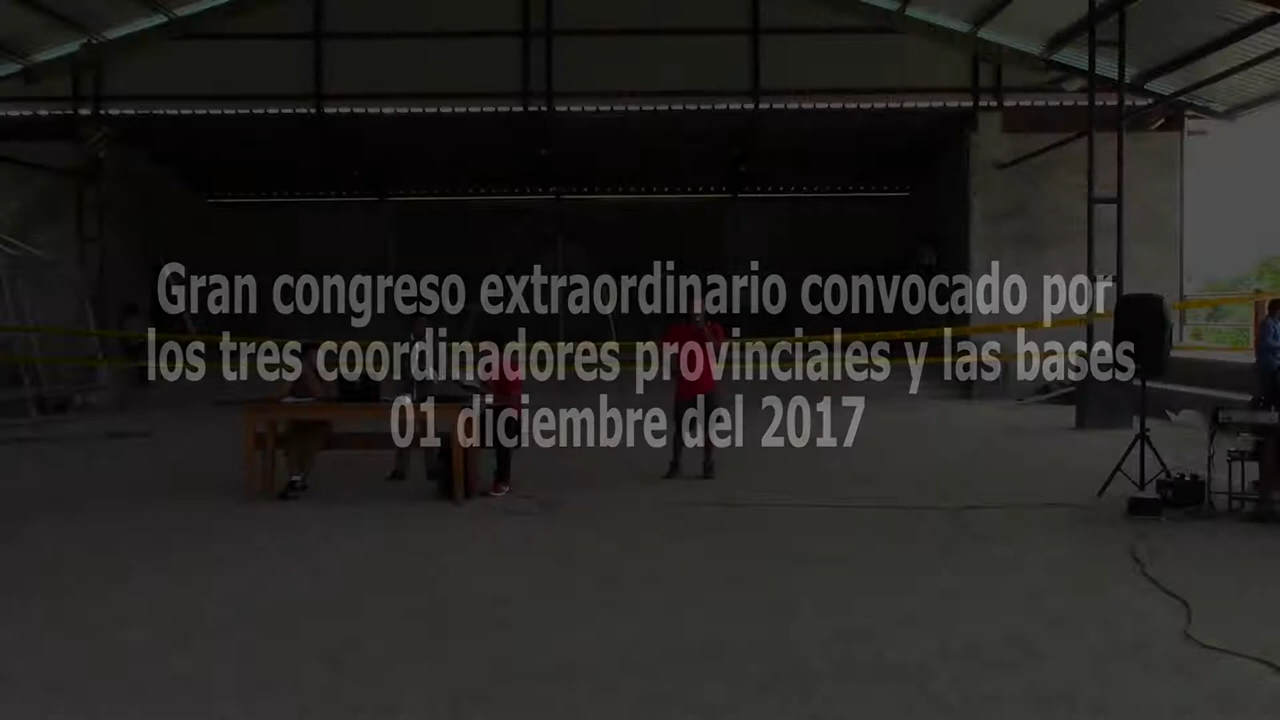 Gran congreso extraordinario convocado por
los tres coordinadores provinciales y las bases
01 diciembre del 2017